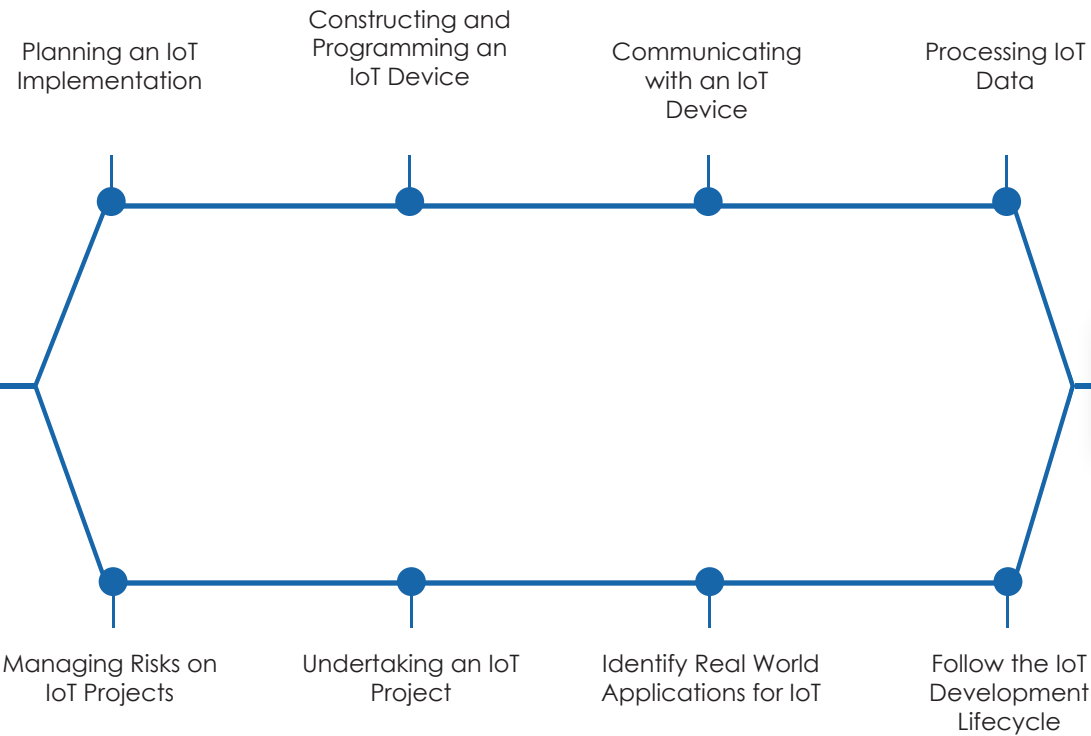 Planning an IoT
Implementation
Constructing and
Programming an
IoT Device
Communicating
with an IoT
Device
Processing IoT
Data
Managing Risks on
IoT Projects
Undertaking an IoT
Project
Identify Real World
Applications for IoT
Follow the IoT
Development
Lifecycle